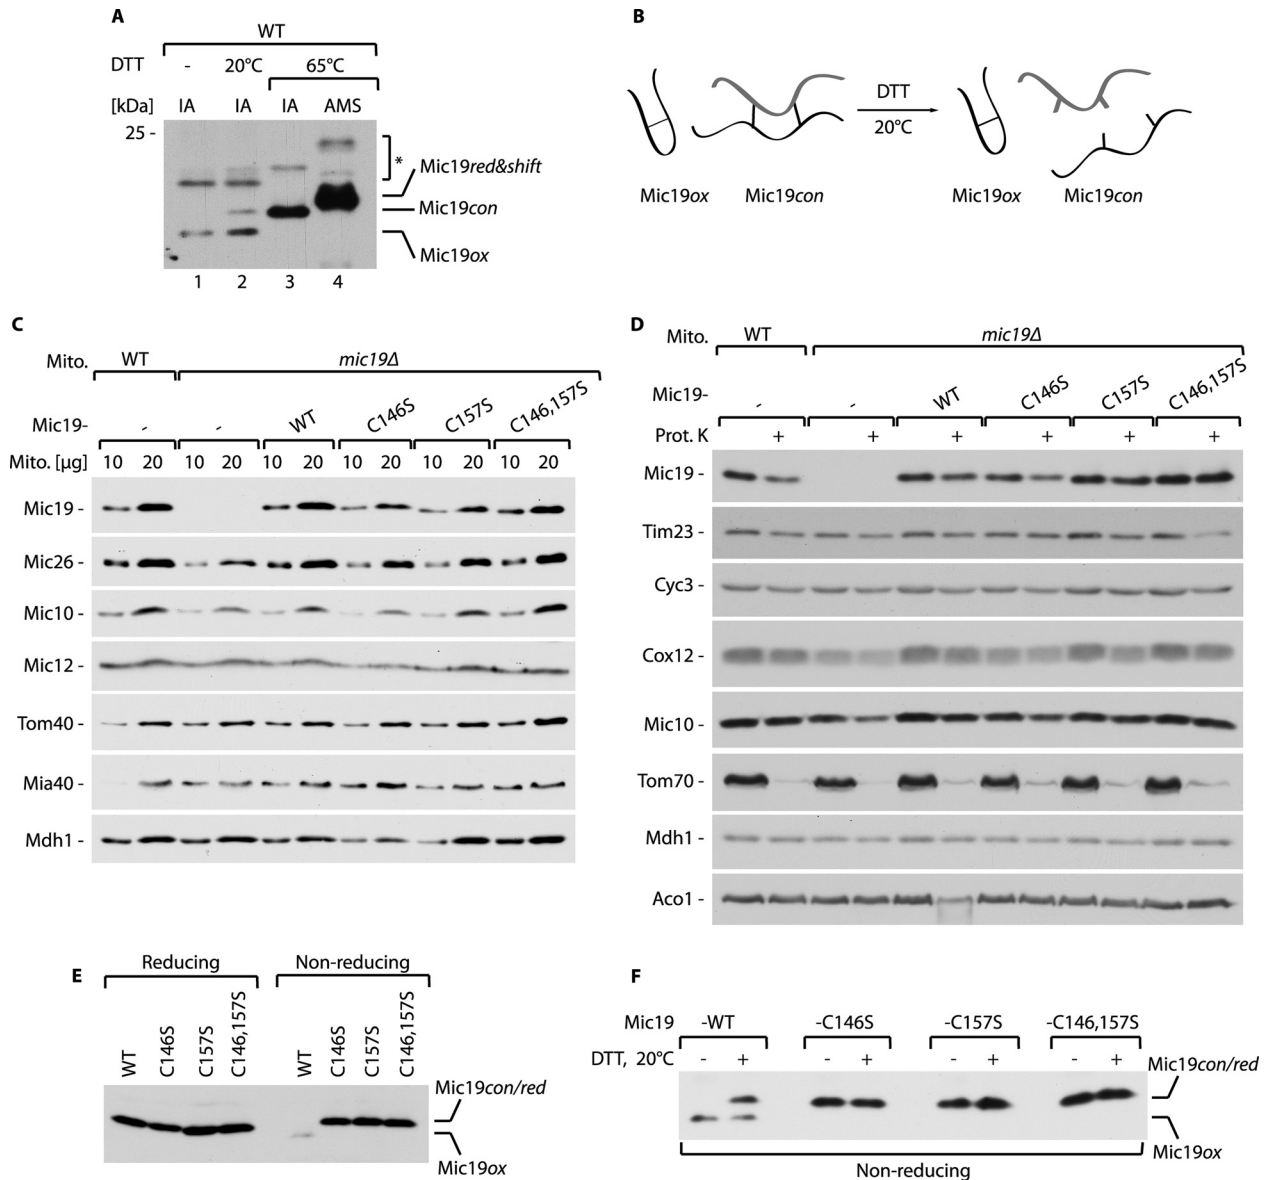 A
WT
DTT - 20°C 65°C
[kDa] IA IA IA AMS
25 -
*
Mic19red&shift
Mic19con
Mic19ox
1 2 3 4
B
DTT
20°C
Mic19ox Mic19con Mic19ox Mic19con
C
Mito. WT mic19Δ
Mic19- - - WT C146S C157S C146,157S
Mito. [µg] 10 20 10 20 10 20 10 20 10 20 10 20
Mic19 -
Mic26 -
Mic10 -
Mic12 -
Tom40 -
Mia40 -
Mdh1 -
D
Mito. WT mic19Δ
Mic19- - - WT C146S C157S C146,157S
Prot. K + + + + + +
Mic19 -
Tim23 -
Cyc3 -
Cox12 -
Mic10 -
Tom70 -
Mdh1 -
Aco1 -
E
Reducing Non-reducing
WT C146S C157S C146,157S WT C146S C157S C146,157S
Mic19con/red
Mic19ox
F
Mic19 -WT -C146S -C157S -C146,157S
DTT, 20°C - + - + - + - +
Mic19con/red
Mic19ox
Non-reducing